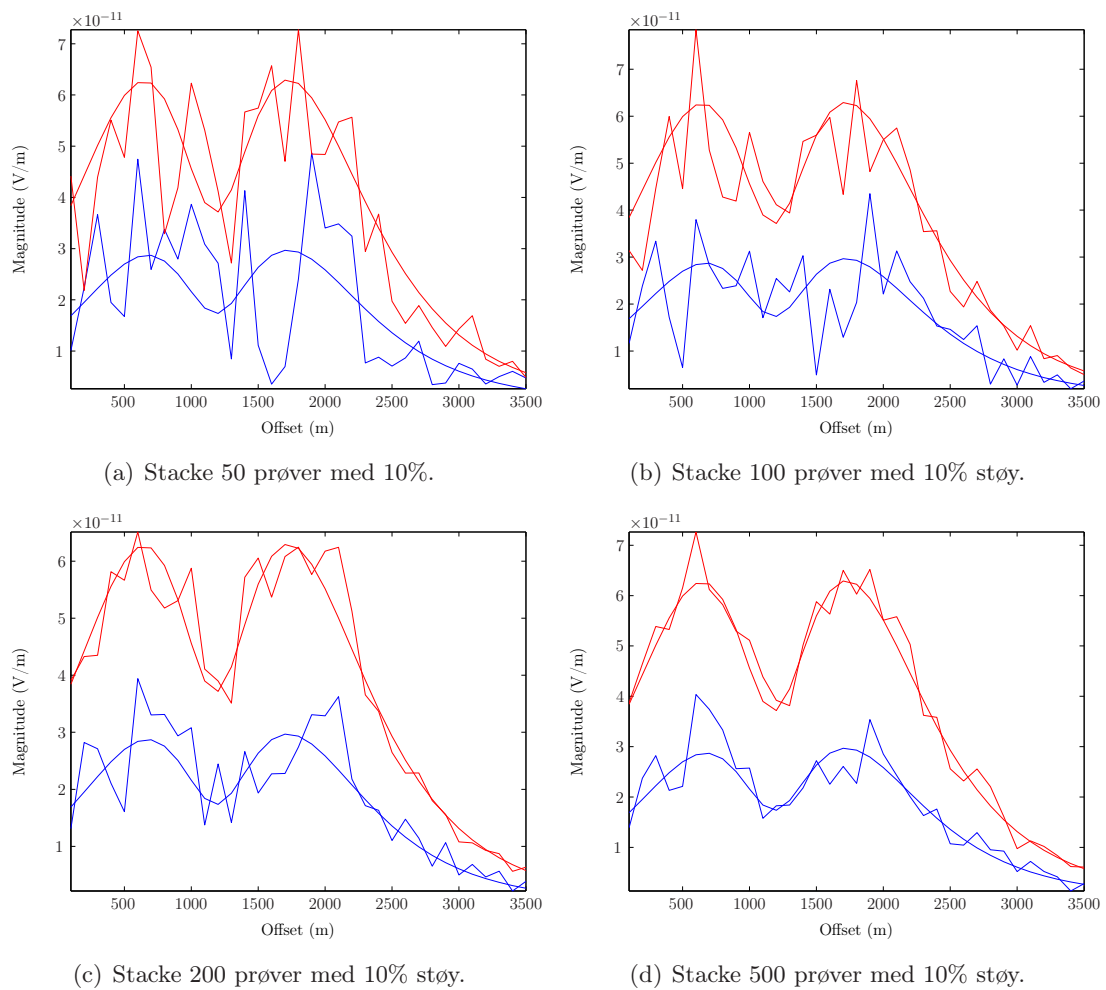 ×10⁻¹¹
7
6
5
4
3
2
1
Magnitude (V/m)
500 1000 1500 2000 2500 3000 3500
Offset (m)
(a) Stacke 50 prøver med 10%.
×10⁻¹¹
7
6
5
4
3
2
1
Magnitude (V/m)
500 1000 1500 2000 2500 3000 3500
Offset (m)
(b) Stacke 100 prøver med 10% støy.
×10⁻¹¹
6
5
4
3
2
1
Magnitude (V/m)
500 1000 1500 2000 2500 3000 3500
Offset (m)
(c) Stacke 200 prøver med 10% støy.
×10⁻¹¹
7
6
5
4
3
2
1
Magnitude (V/m)
500 1000 1500 2000 2500 3000 3500
Offset (m)
(d) Stacke 500 prøver med 10% støy.